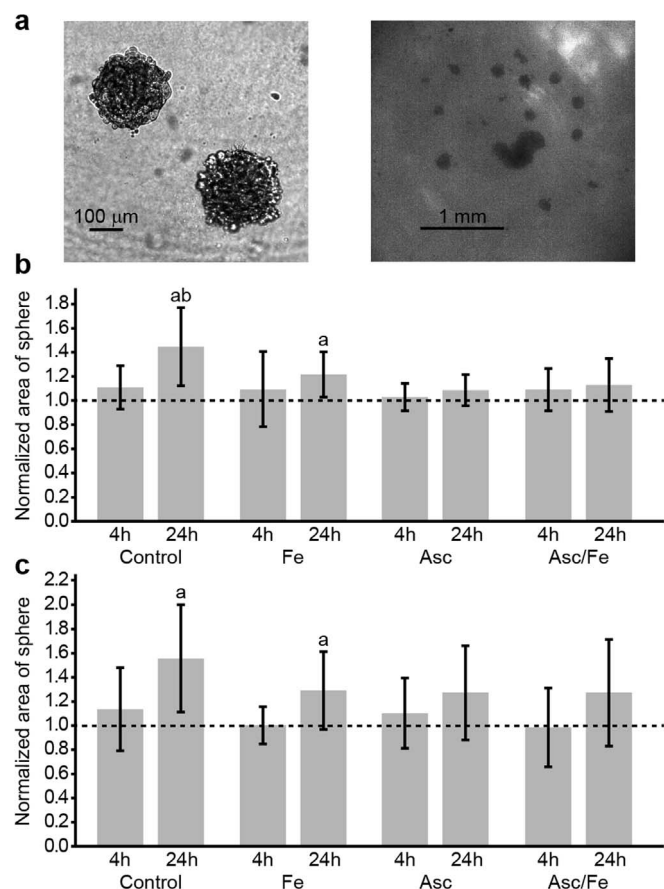 a
100 μm
1 mm
b
Normalized area of sphere
1.8
1.6
1.4
1.2
1.0
0.8
0.6
0.4
0.2
0.0
ab
a
4h 24h 4h 24h 4h 24h 4h 24h
Control Fe Asc Asc/Fe
c
Normalized area of sphere
2.2
2.0
1.8
1.6
1.4
1.2
1.0
0.8
0.6
0.4
0.2
0.0
a
a
4h 24h 4h 24h 4h 24h 4h 24h
Control Fe Asc Asc/Fe